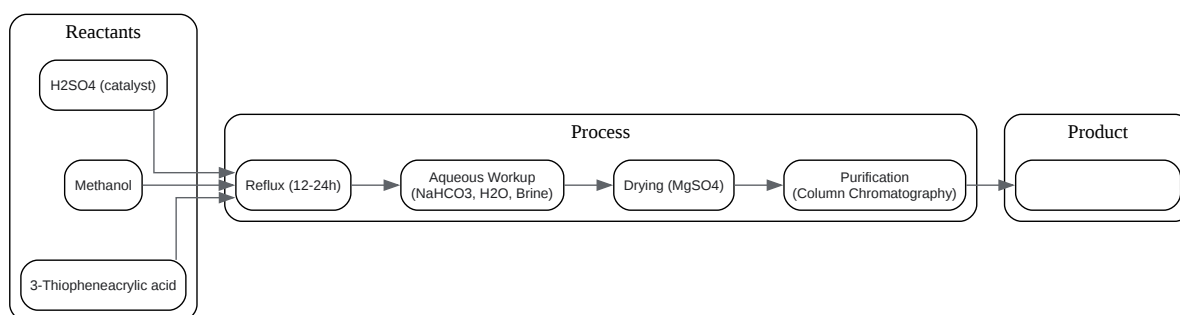 Reactants
H2SO4 (catalyst)
Methanol
3-Thiopheneacrylic acid
Process
Reflux (12-24h)
Aqueous Workup
(NaHCO3, H2O, Brine)
Drying (MgSO4)
Purification
(Column Chromatography)
Product